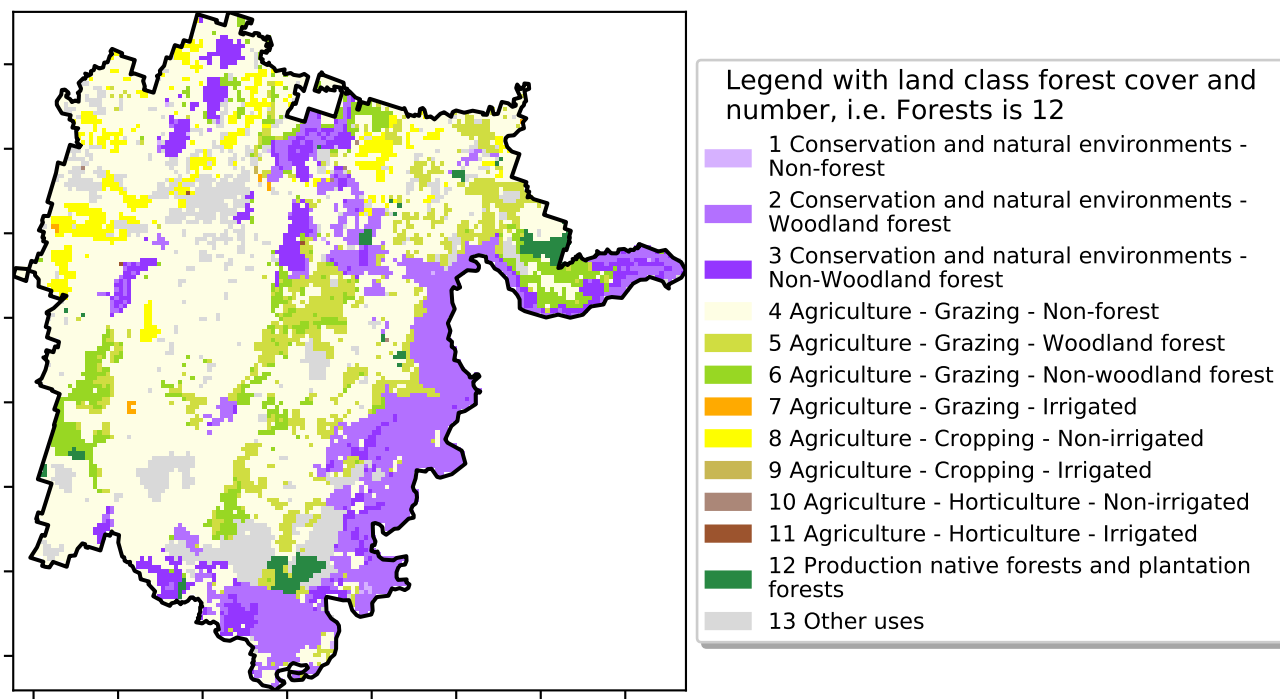 Legend with land class forest cover and
number, i.e. Forests is 12
1 Conservation and natural environments -
Non-forest
2 Conservation and natural environments -
Woodland forest
3 Conservation and natural environments -
Non-Woodland forest
4 Agriculture - Grazing - Non-forest
5 Agriculture - Grazing - Woodland forest
6 Agriculture - Grazing - Non-woodland forest
7 Agriculture - Grazing - Irrigated
8 Agriculture - Cropping - Non-irrigated
9 Agriculture - Cropping - Irrigated
10 Agriculture - Horticulture - Non-irrigated
11 Agriculture - Horticulture - Irrigated
12 Production native forests and plantation
forests
13 Other uses